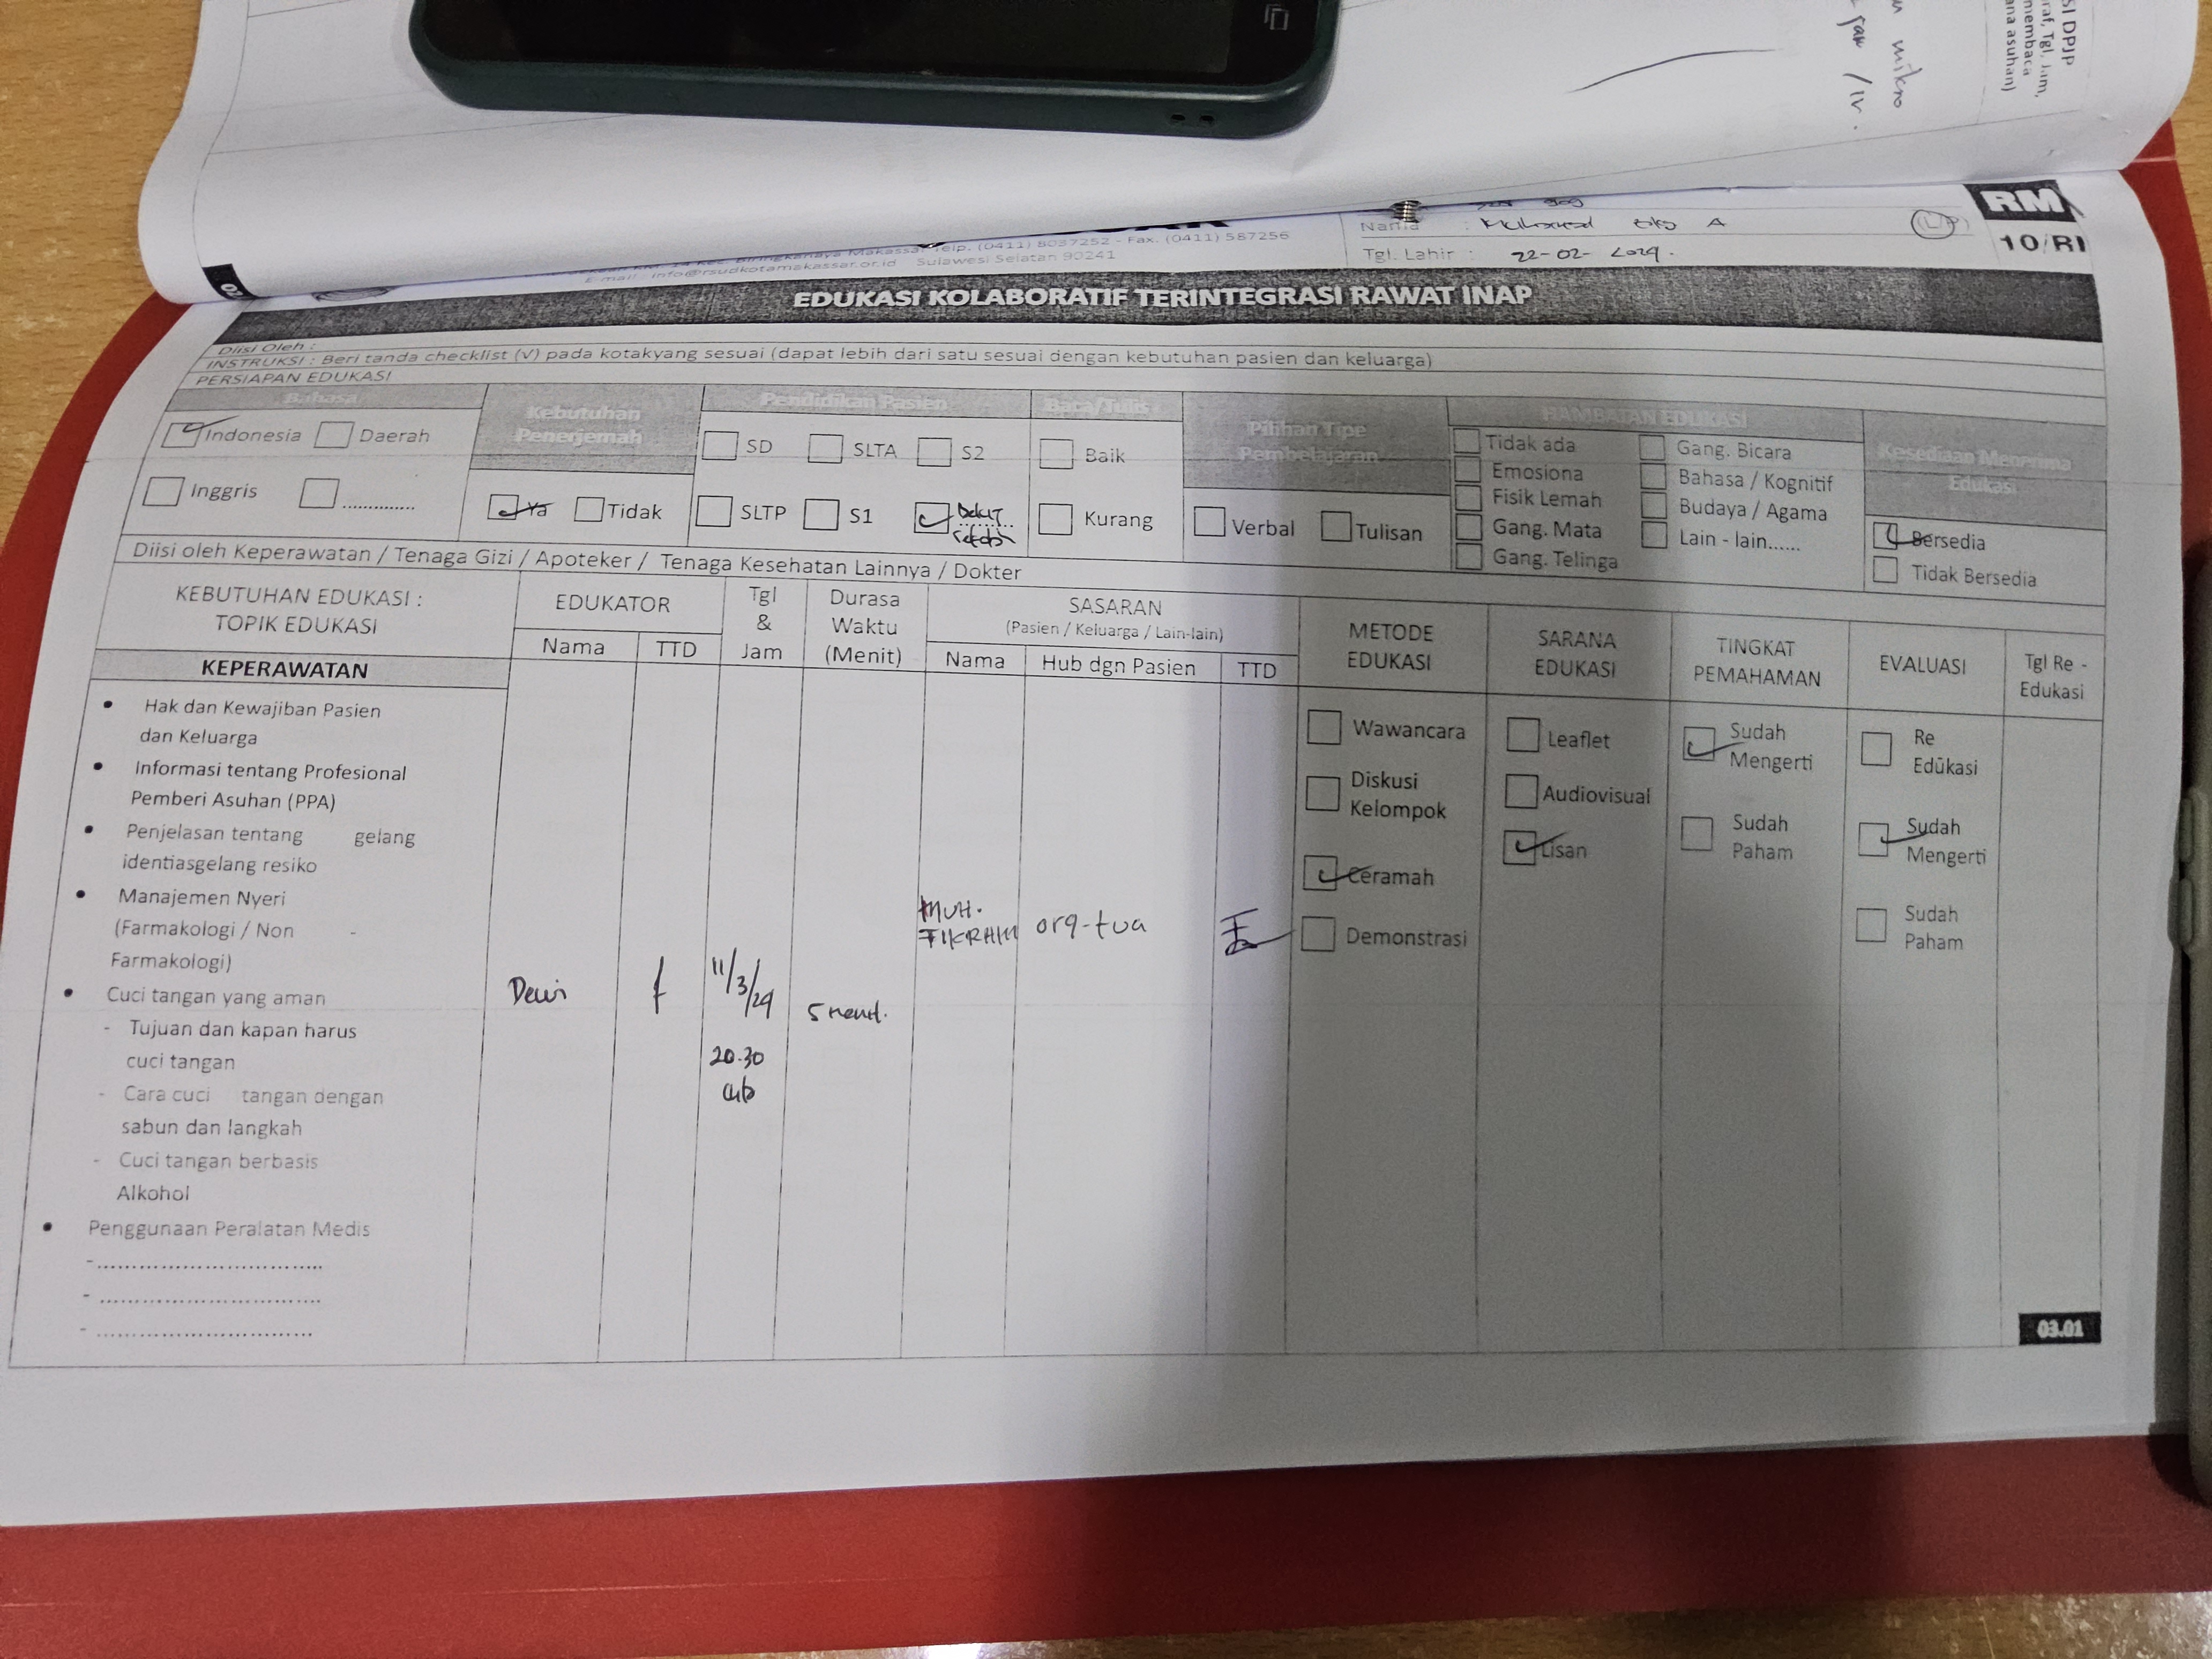 SI DPJP
raf, Tgl, Jam,
membaca
ana asuhan)
mikro
/ IV.
RM
10/RI
Nama :
A
(LP)
Tgl. Lahir : 22-02-2024.
Makassar Telp. (0411) 8037252 - Fax. (0411) 587256
E-mail : info@rsudkotamakassar.or.id Sulawesi Selatan 90241
02
EDUKASI KOLABORATIF TERINTEGRASI RAWAT INAP
Diisi Oleh :
INSTRUKSI : Beri tanda checklist (V) pada kotakyang sesuai (dapat lebih dari satu sesuai dengan kebutuhan pasien dan keluarga)
PERSIAPAN EDUKASI
Bahasa
Indonesia Daerah
Inggris ..............
Kebutuhan
Penerjemah
Ya Tidak
Pendidikan Pasien
SD SLTA S2
SLTP S1
Baca/Tulis
Baik
Kurang
Pilihan Tipe
Pembelajaran
Verbal Tulisan
HAMBATAN EDUKASI
Tidak ada Gang. Bicara
Emosiona Bahasa / Kognitif
Fisik Lemah Budaya / Agama
Gang. Mata Lain - lain......
Gang. Telinga
Kesediaan Menerima
Edukasi
Bersedia
Tidak Bersedia
Diisi oleh Keperawatan / Tenaga Gizi / Apoteker / Tenaga Kesehatan Lainnya / Dokter
KEBUTUHAN EDUKASI :
TOPIK EDUKASI
EDUKATOR
Nama TTD
Tgl
&
Jam
Durasa
Waktu
(Menit)
SASARAN
(Pasien / Keluarga / Lain-lain)
Nama Hub dgn Pasien TTD
METODE
EDUKASI
SARANA
EDUKASI
TINGKAT
PEMAHAMAN
EVALUASI
Tgl Re -
Edukasi
KEPERAWATAN
• Hak dan Kewajiban Pasien
dan Keluarga
• Informasi tentang Profesional
Pemberi Asuhan (PPA)
• Penjelasan tentang gelang
identiasgelang resiko
• Manajemen Nyeri
(Farmakologi / Non -
Farmakologi)
• Cuci tangan yang aman
- Tujuan dan kapan harus
cuci tangan
- Cara cuci tangan dengan
sabun dan langkah
- Cuci tangan berbasis
Alkohol
• Penggunaan Peralatan Medis
- ..............................
- ..............................
- ..............................
Dewi
11/3/24
20.30
5 menit.
MUH.
FIKRAHM
org-tua
Wawancara
Diskusi
Kelompok
Ceramah
Demonstrasi
Leaflet
Audiovisual
Lisan
Sudah
Mengerti
Sudah
Paham
Re
Edukasi
Sudah
Mengerti
Sudah
Paham
03.01